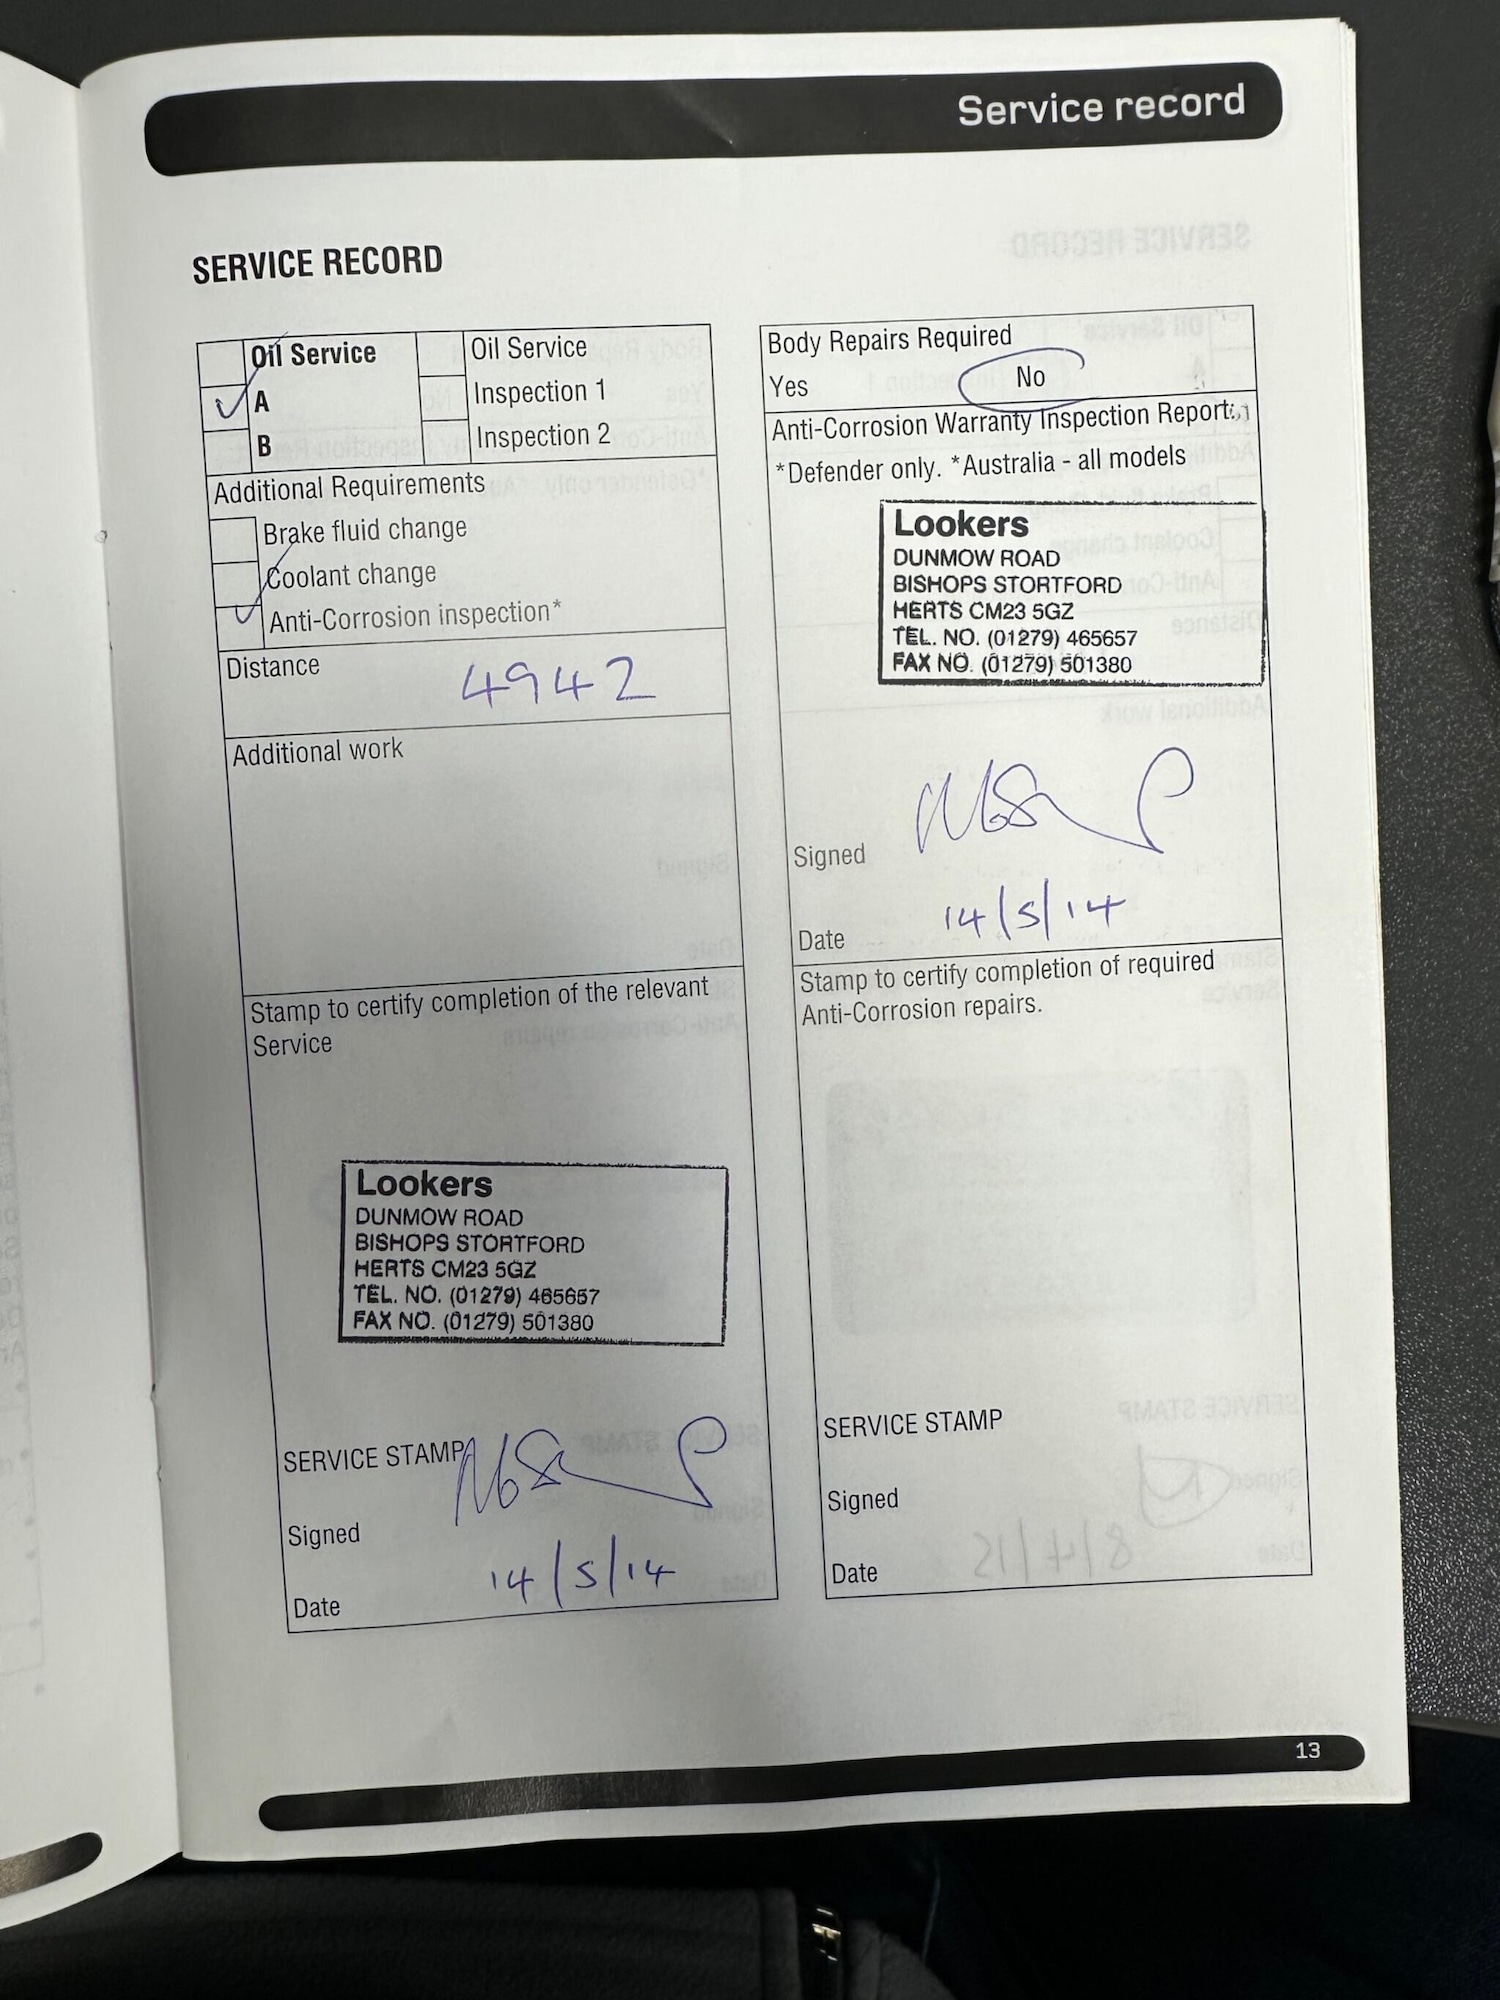 Service record
SERVICE RECORD
Oil Service
A
B
Oil Service
Inspection 1
Inspection 2
Additional Requirements
Brake fluid change
Coolant change
Anti-Corrosion inspection*
Distance
4942
Additional work
Stamp to certify completion of the relevant
Service
Lookers
DUNMOW ROAD
BISHOPS STORTFORD
HERTS CM23 5GZ
TEL. NO. (01279) 465657
FAX NO. (01279) 501380
SERVICE STAMP
Signed
Date
14/5/14
Body Repairs Required
Yes No
Anti-Corrosion Warranty Inspection Report:
*Defender only. *Australia - all models
Lookers
DUNMOW ROAD
BISHOPS STORTFORD
HERTS CM23 5GZ
TEL. NO. (01279) 465657
FAX NO. (01279) 501380
Signed
Date
14/5/14
Stamp to certify completion of required
Anti-Corrosion repairs.
SERVICE STAMP
Signed
Date
13